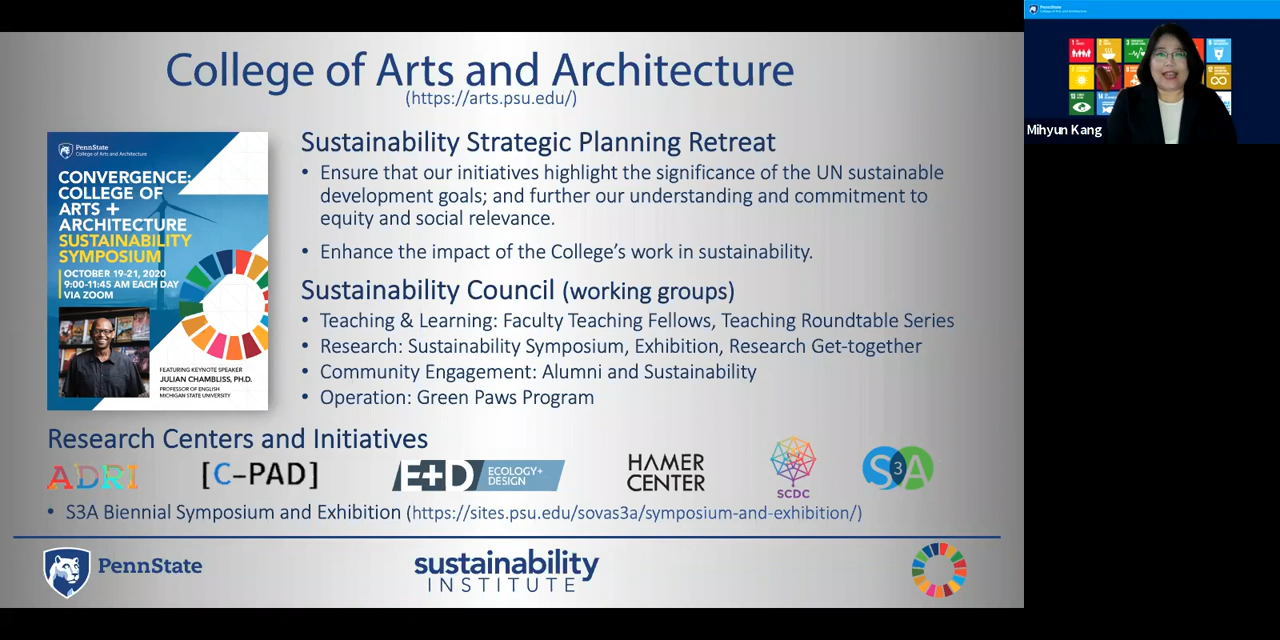 College of Arts and Architecture
(https://arts.psu.edu/)
PennState
College of Arts and Architecture
CONVERGENCE:
COLLEGE OF
ARTS +
ARCHITECTURE
SUSTAINABILITY
SYMPOSIUM
OCTOBER 19-21, 2020
9:00-11:45 AM EACH DAY
VIA ZOOM
FEATURING KEYNOTE SPEAKER
JULIAN CHAMBLISS, PH.D.
PROFESSOR OF ENGLISH
MICHIGAN STATE UNIVERSITY
Sustainability Strategic Planning Retreat
• Ensure that our initiatives highlight the significance of the UN sustainable
development goals; and further our understanding and commitment to
equity and social relevance.
• Enhance the impact of the College’s work in sustainability.
Sustainability Council (working groups)
• Teaching & Learning: Faculty Teaching Fellows, Teaching Roundtable Series
• Research: Sustainability Symposium, Exhibition, Research Get-together
• Community Engagement: Alumni and Sustainability
• Operation: Green Paws Program
Research Centers and Initiatives
ADRI
[C-PAD]
E+D ECOLOGY+
DESIGN
HAMER
CENTER
SCDC
S3A
• S3A Biennial Symposium and Exhibition (https://sites.psu.edu/sovas3a/symposium-and-exhibition/)
PennState
sustainability
INSTITUTE
PennState
College of Arts and Architecture
Mihyun Kang